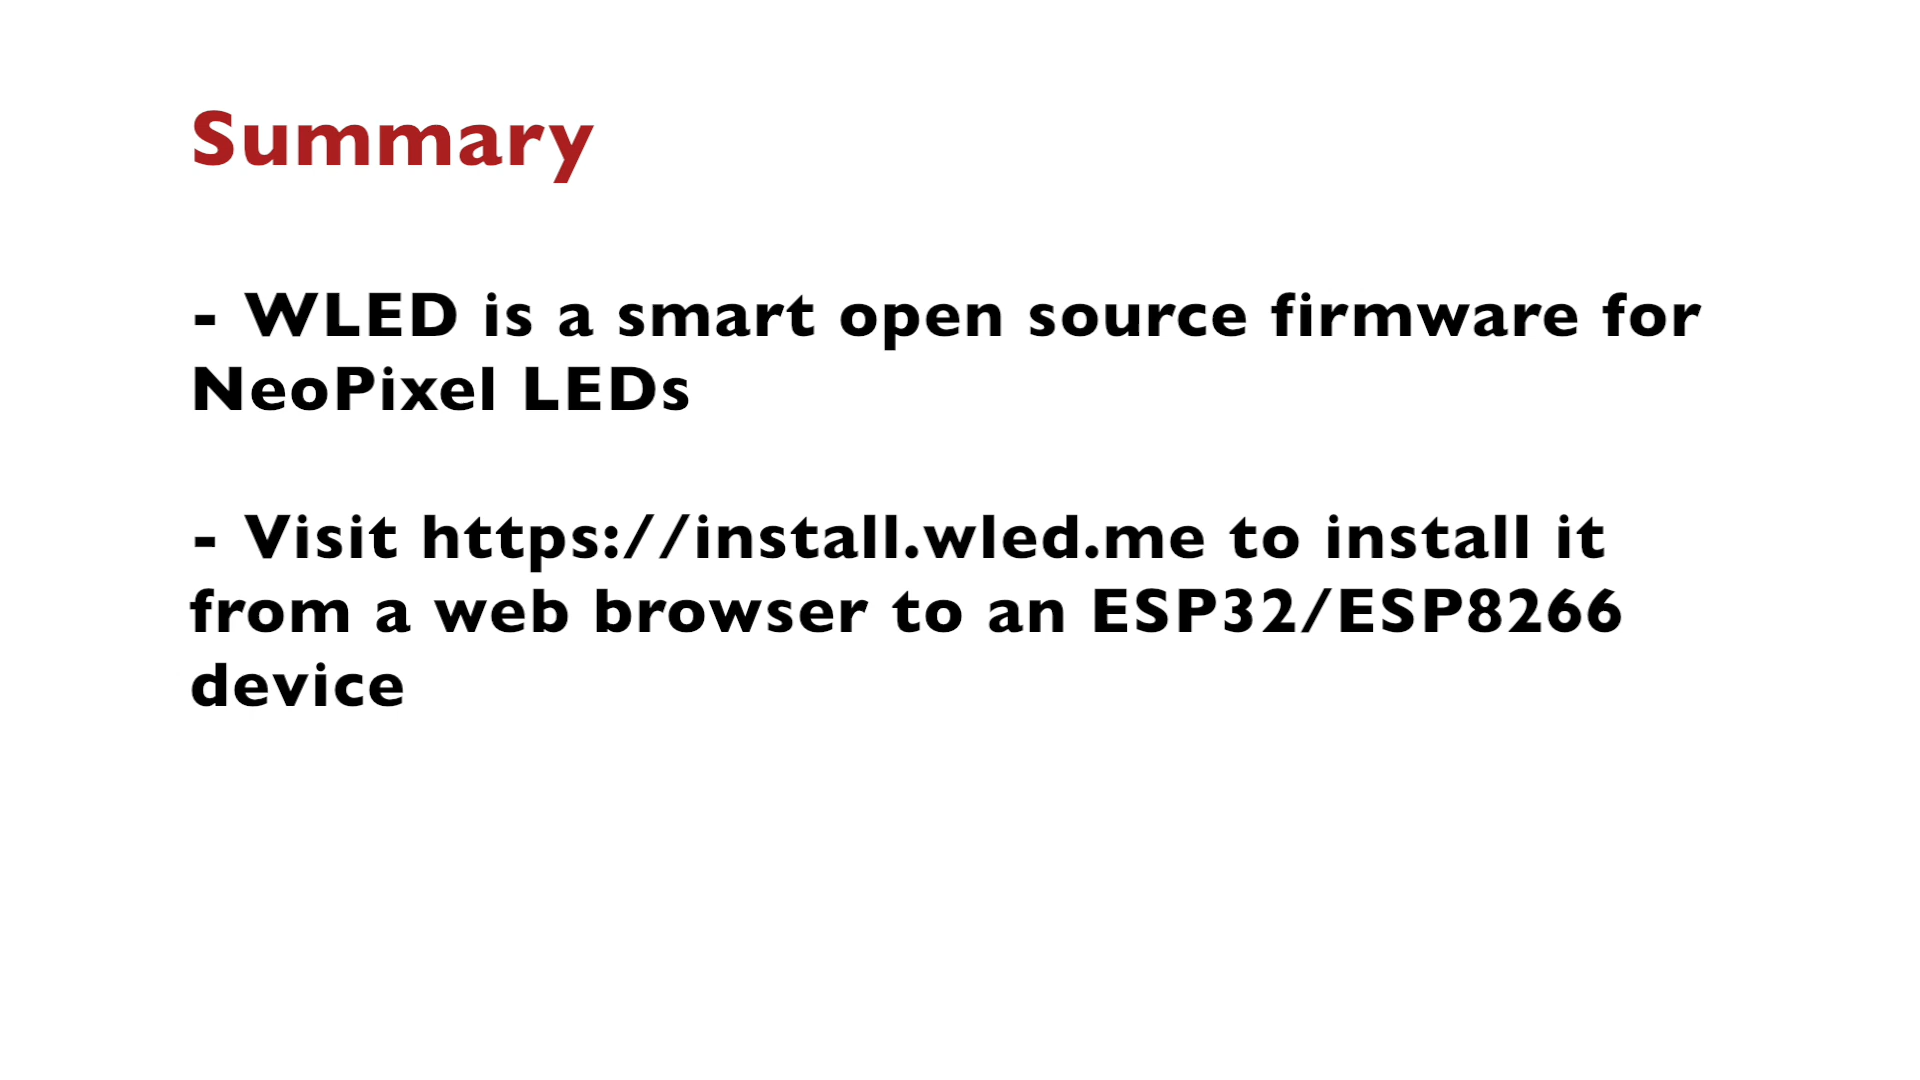 Summary
- WLED is a smart open source firmware for
NeoPixel LEDs
- Visit https://install.wled.me to install it
from a web browser to an ESP32/ESP8266
device